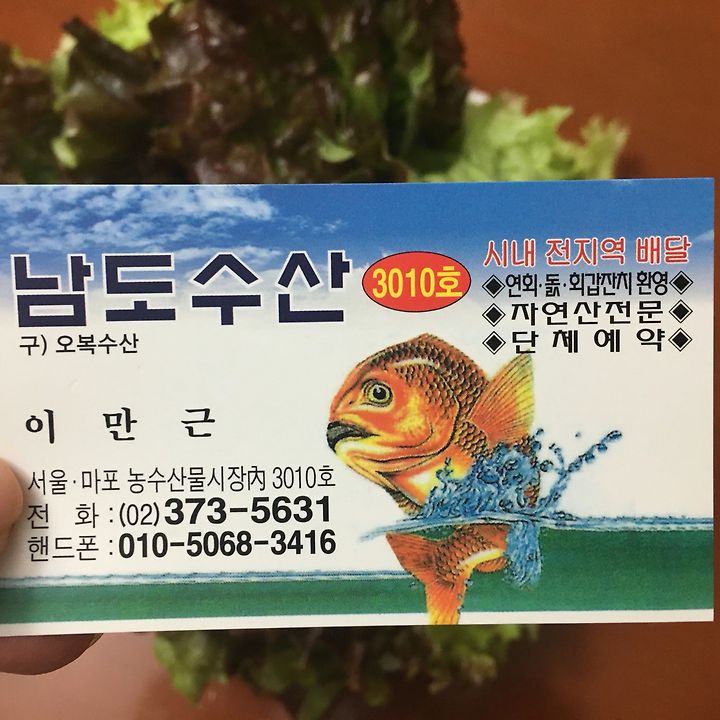 남도수산 3010호
구) 오복수산
시내 전지역 배달
◈연회·돐·회갑잔치 환영◈
◈자연산전문◈
◈단체예약◈
이 만 근
서울·마포 농수산물시장內 3010호
전 화 : (02) 373-5631
핸드폰 : 010-5068-3416